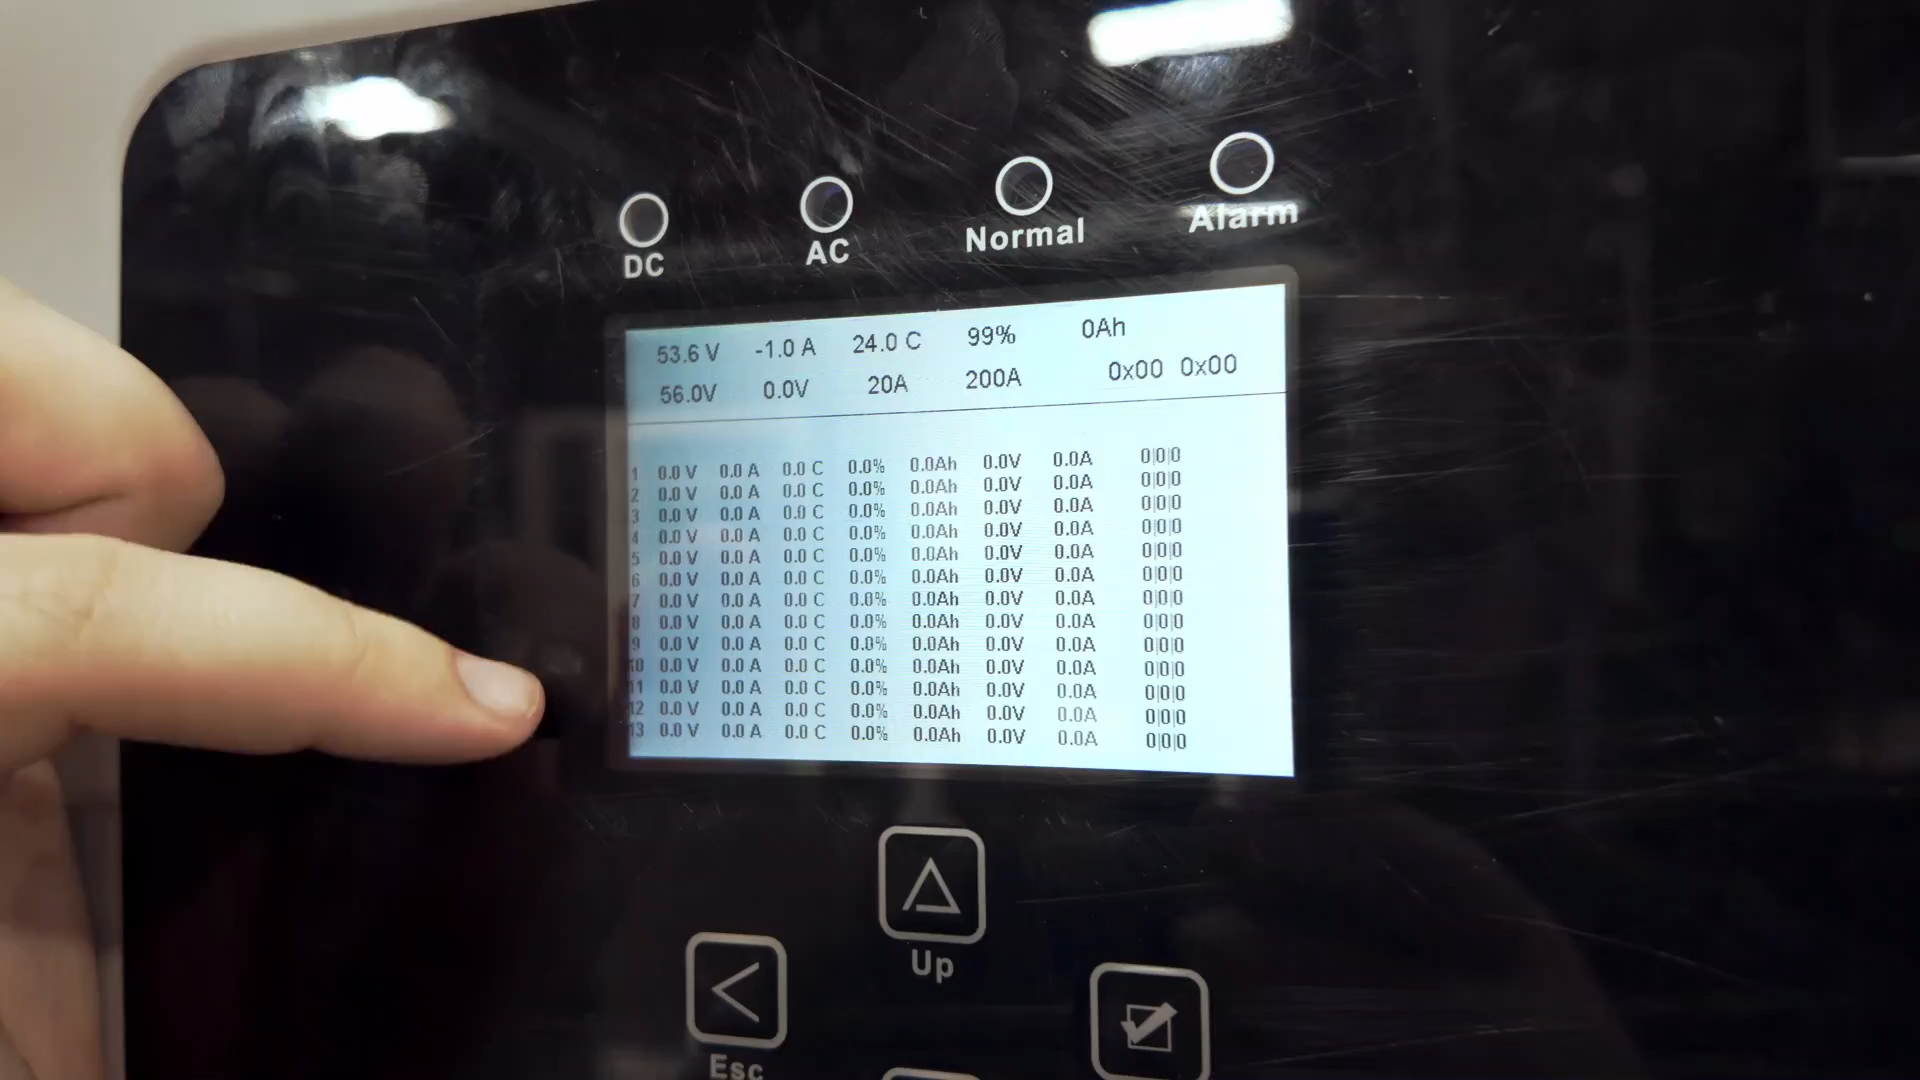 DC AC Normal Alarm
53.6 V -1.0 A 24.0 C 99% 0Ah
56.0V 0.0V 20A 200A 0x00 0x00
1 0.0 V 0.0 A 0.0 C 0.0% 0.0Ah 0.0V 0.0A 0|0|0
2 0.0 V 0.0 A 0.0 C 0.0% 0.0Ah 0.0V 0.0A 0|0|0
3 0.0 V 0.0 A 0.0 C 0.0% 0.0Ah 0.0V 0.0A 0|0|0
4 0.0 V 0.0 A 0.0 C 0.0% 0.0Ah 0.0V 0.0A 0|0|0
5 0.0 V 0.0 A 0.0 C 0.0% 0.0Ah 0.0V 0.0A 0|0|0
6 0.0 V 0.0 A 0.0 C 0.0% 0.0Ah 0.0V 0.0A 0|0|0
7 0.0 V 0.0 A 0.0 C 0.0% 0.0Ah 0.0V 0.0A 0|0|0
8 0.0 V 0.0 A 0.0 C 0.0% 0.0Ah 0.0V 0.0A 0|0|0
9 0.0 V 0.0 A 0.0 C 0.0% 0.0Ah 0.0V 0.0A 0|0|0
10 0.0 V 0.0 A 0.0 C 0.0% 0.0Ah 0.0V 0.0A 0|0|0
11 0.0 V 0.0 A 0.0 C 0.0% 0.0Ah 0.0V 0.0A 0|0|0
12 0.0 V 0.0 A 0.0 C 0.0% 0.0Ah 0.0V 0.0A 0|0|0
13 0.0 V 0.0 A 0.0 C 0.0% 0.0Ah 0.0V 0.0A 0|0|0
Up
Esc